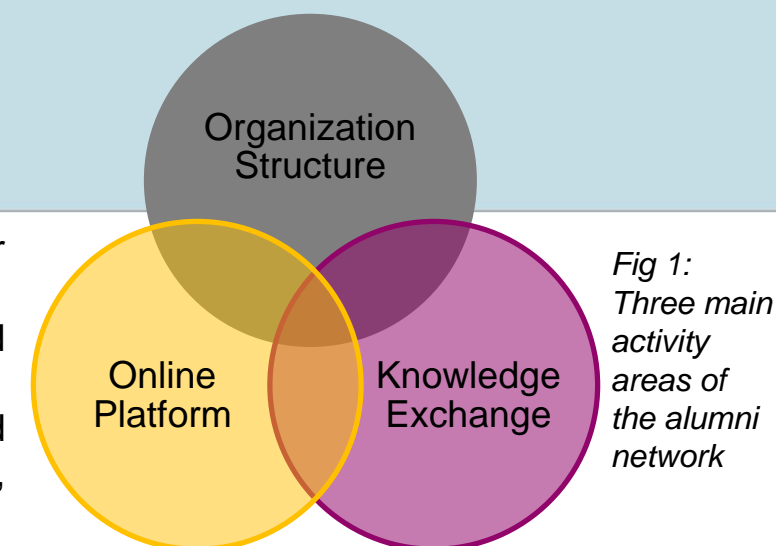 Organization
Structure
Online
Platform
Knowledge
Exchange
Fig 1:
Three main
activity
areas of
the alumni
network